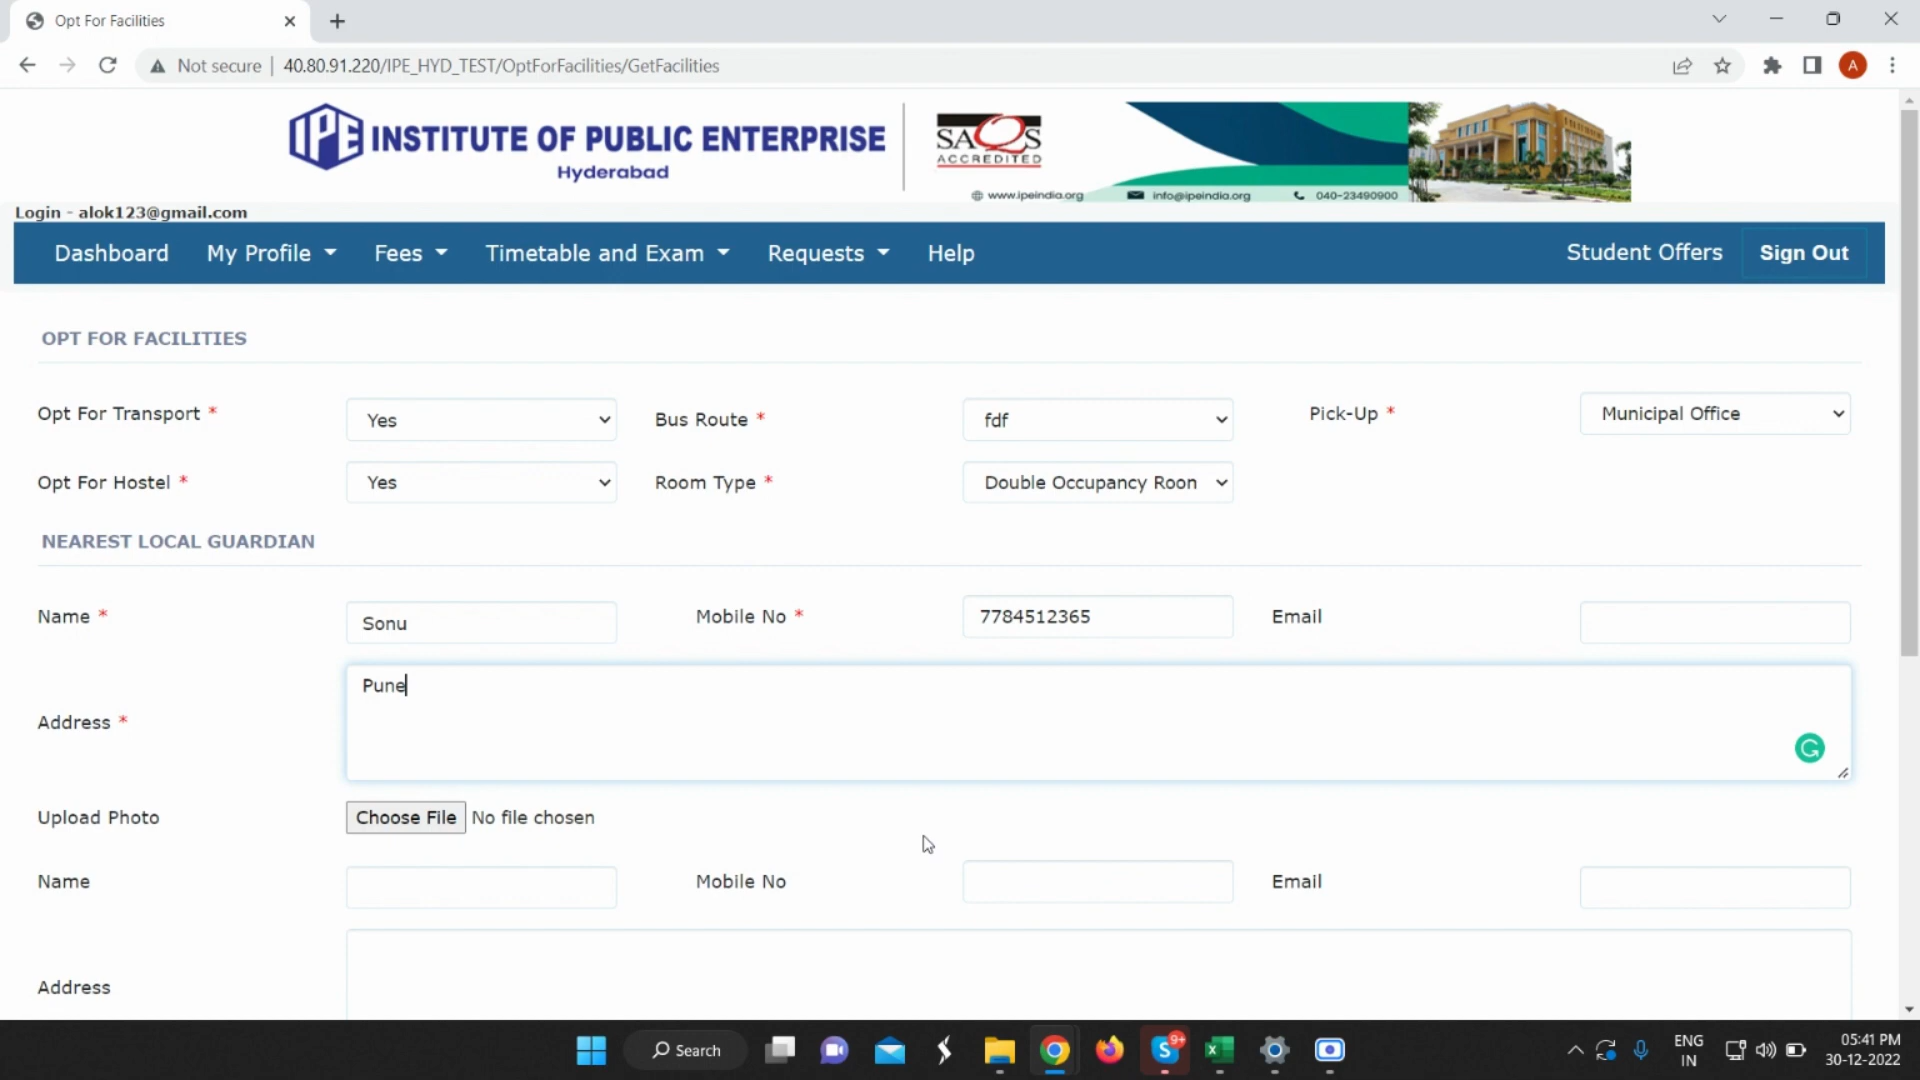 Opt For Facilities
Not secure | 40.80.91.220/IPE_HYD_TEST/OptForFacilities/GetFacilities
A
IPE INSTITUTE OF PUBLIC ENTERPRISE
Hyderabad
SAQS
ACCREDITED
www.ipeindia.org info@ipeindia.org 040-23490900
Login - alok123@gmail.com
Dashboard My Profile Fees Timetable and Exam Requests Help Student Offers Sign Out
OPT FOR FACILITIES
Opt For Transport * Yes Bus Route * fdf Pick-Up * Municipal Office
Opt For Hostel * Yes Room Type * Double Occupancy Roon
NEAREST LOCAL GUARDIAN
Name * Sonu Mobile No * 7784512365 Email
Address * Pune
Upload Photo Choose File No file chosen
Name Mobile No Email
Address
Search 9+ ENG IN 05:41 PM
30-12-2022